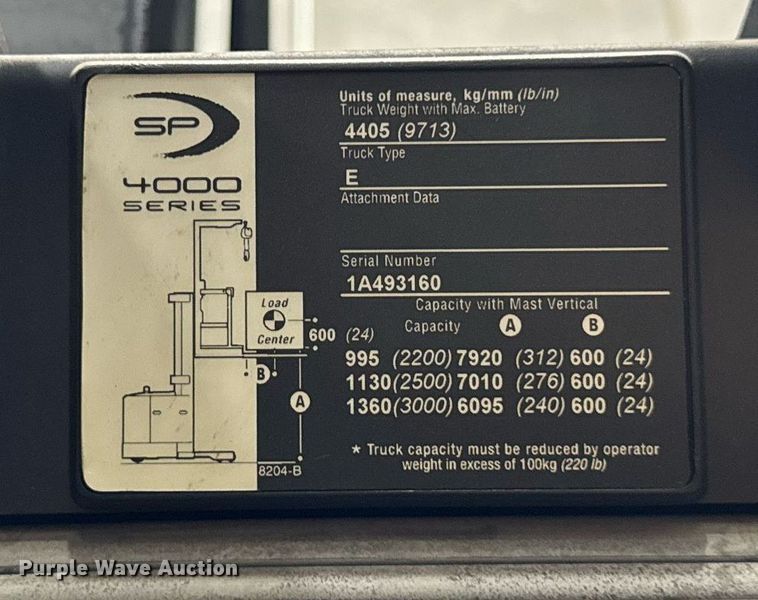 SP
4000
SERIES
Load
Center
600 (24)
B
A
8204-B
Units of measure, kg/mm (lb/in)
Truck Weight with Max. Battery
4405 (9713)
Truck Type
E
Attachment Data
Serial Number
1A493160
Capacity with Mast Vertical
Capacity A B
995 (2200) 7920 (312) 600 (24)
1130 (2500) 7010 (276) 600 (24)
1360 (3000) 6095 (240) 600 (24)
* Truck capacity must be reduced by operator
weight in excess of 100kg (220 lb)
Purple Wave Auction